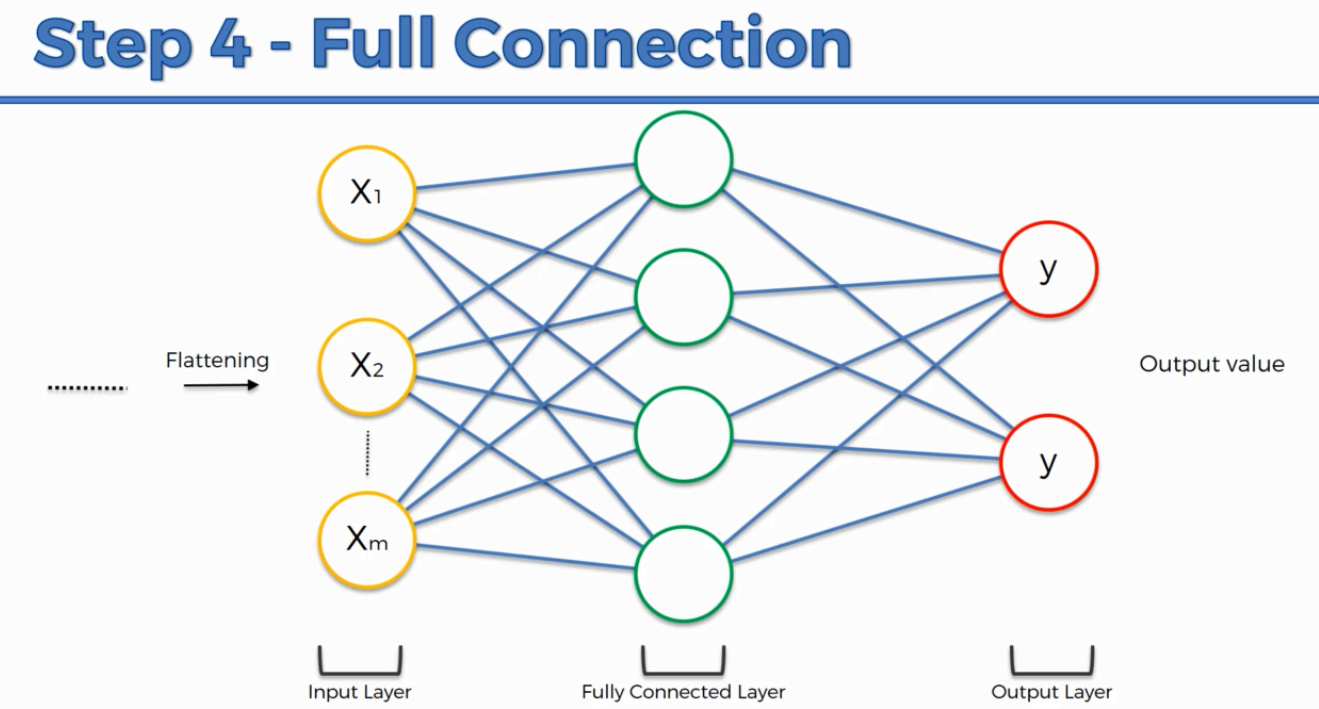 Step 4 - Full Connection
X1
X2
Xm
Flattening
y
y
Output value
Input Layer
Fully Connected Layer
Output Layer